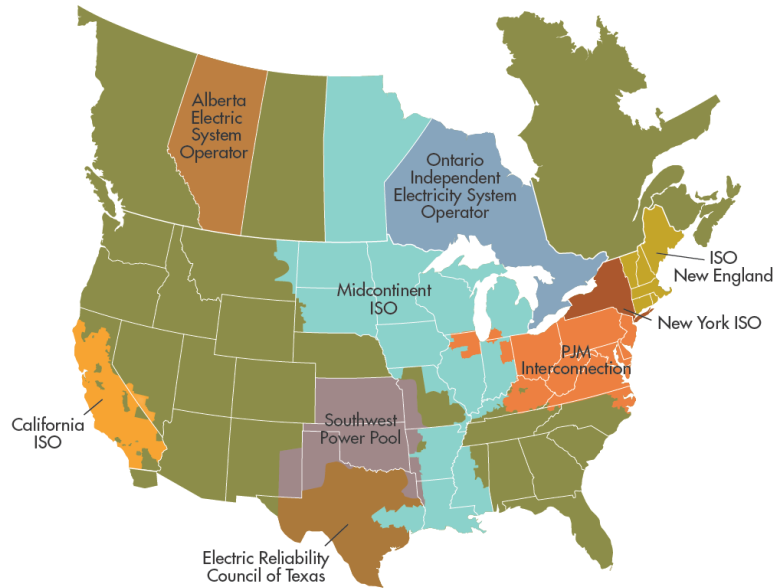 Alberta
Electric
System
Operator
Ontario
Independent
Electricity System
Operator
ISO
New England
Midcontinent
ISO
New York ISO
PJM
Interconnection
California
ISO
Southwest
Power Pool
Electric Reliability
Council of Texas